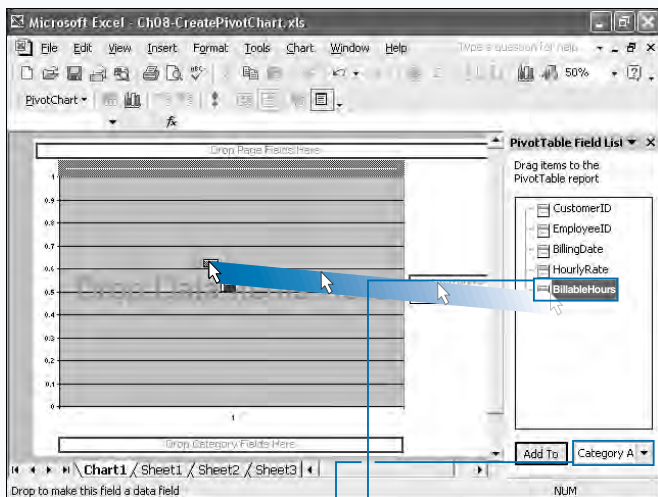 Microsoft Excel - Ch08-CreatePivotChart.xls
File Edit View Insert Format Tools Chart Window Help Type a question for help
50%
PivotChart
fx
Drop Page Fields Here
PivotTable Field List
Drag items to the
PivotTable report
CustomerID
EmployeeID
BillingDate
HourlyRate
BillableHours
1
0.9
0.8
0.7
0.6
0.5
0.4
0.3
0.2
0.1
0
Drop Data Items
1
Drop Category Fields Here
Add To Category A
Chart1 / Sheet1 / Sheet2 / Sheet3
Drop to make this field a data field NUM